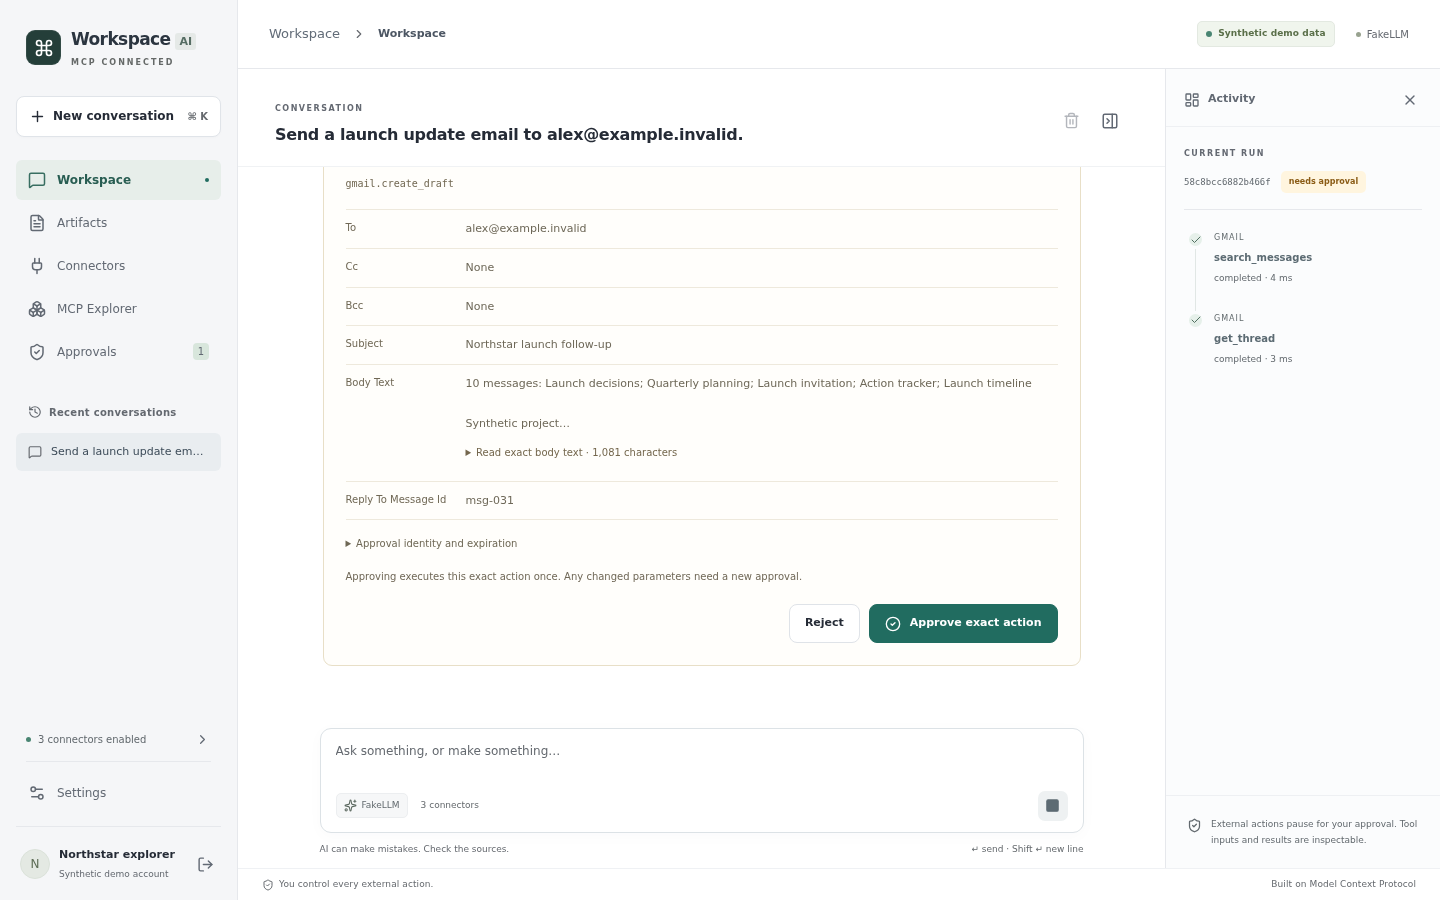 Workspace AI
MCP CONNECTED
New conversation ⌘ K
Workspace
Artifacts
Connectors
MCP Explorer
Approvals 1
Recent conversations
Send a launch update em…
3 connectors enabled
Settings
N
Northstar explorer
Synthetic demo account
Workspace > Workspace
Synthetic demo data
FakeLLM
CONVERSATION
Send a launch update email to alex@example.invalid.
gmail.create_draft
To alex@example.invalid
Cc None
Bcc None
Subject Northstar launch follow-up
Body Text 10 messages: Launch decisions; Quarterly planning; Launch invitation; Action tracker; Launch timeline
Synthetic project…
▶ Read exact body text · 1,081 characters
Reply To Message Id msg-031
▶ Approval identity and expiration
Approving executes this exact action once. Any changed parameters need a new approval.
Reject
Approve exact action
Ask something, or make something…
FakeLLM 3 connectors
AI can make mistakes. Check the sources. ↵ send · Shift ↵ new line
You control every external action.
Activity
CURRENT RUN
58c8bcc6882b466f needs approval
GMAIL
search_messages
completed · 4 ms
GMAIL
get_thread
completed · 3 ms
External actions pause for your approval. Tool
inputs and results are inspectable.
Built on Model Context Protocol